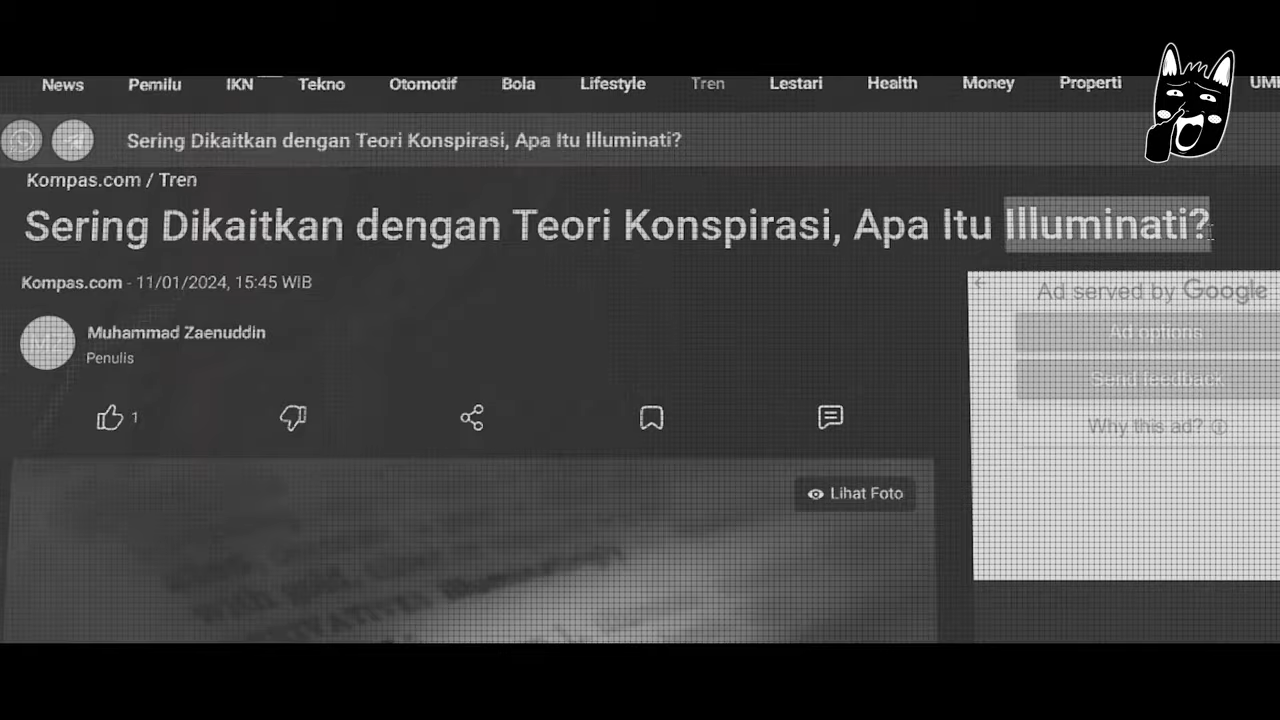 News Pemilu IKN Tekno Otomotif Bola Lifestyle Tren Lestari Health Money Properti
Sering Dikaitkan dengan Teori Konspirasi, Apa Itu Illuminati?
Kompas.com / Tren
Sering Dikaitkan dengan Teori Konspirasi, Apa Itu Illuminati?
Kompas.com - 11/01/2024, 15:45 WIB
Muhammad Zaenuddin
Penulis
1
Ad served by Google
Ad options
Send feedback
Why this ad?
Lihat Foto
with gold,